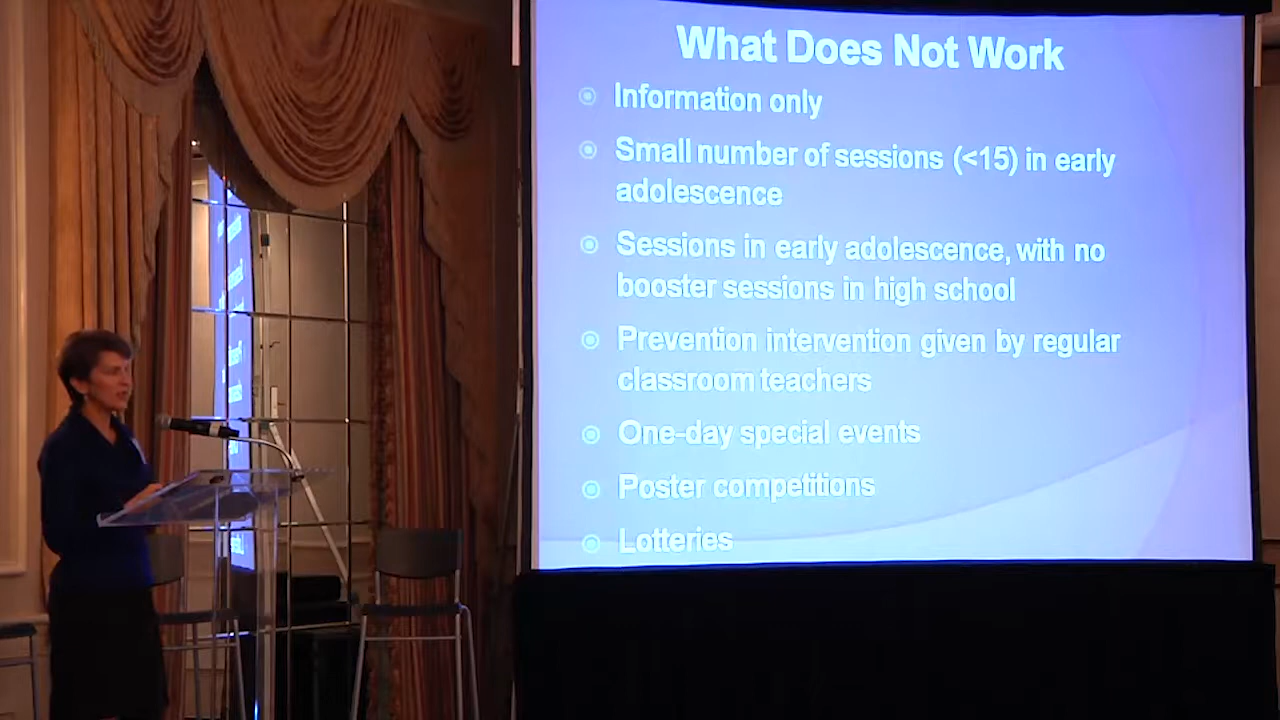 What Does Not Work
Information only
Small number of sessions (<15) in early
adolescence
Sessions in early adolescence, with no
booster sessions in high school
Prevention intervention given by regular
classroom teachers
One-day special events
Poster competitions
Lotteries